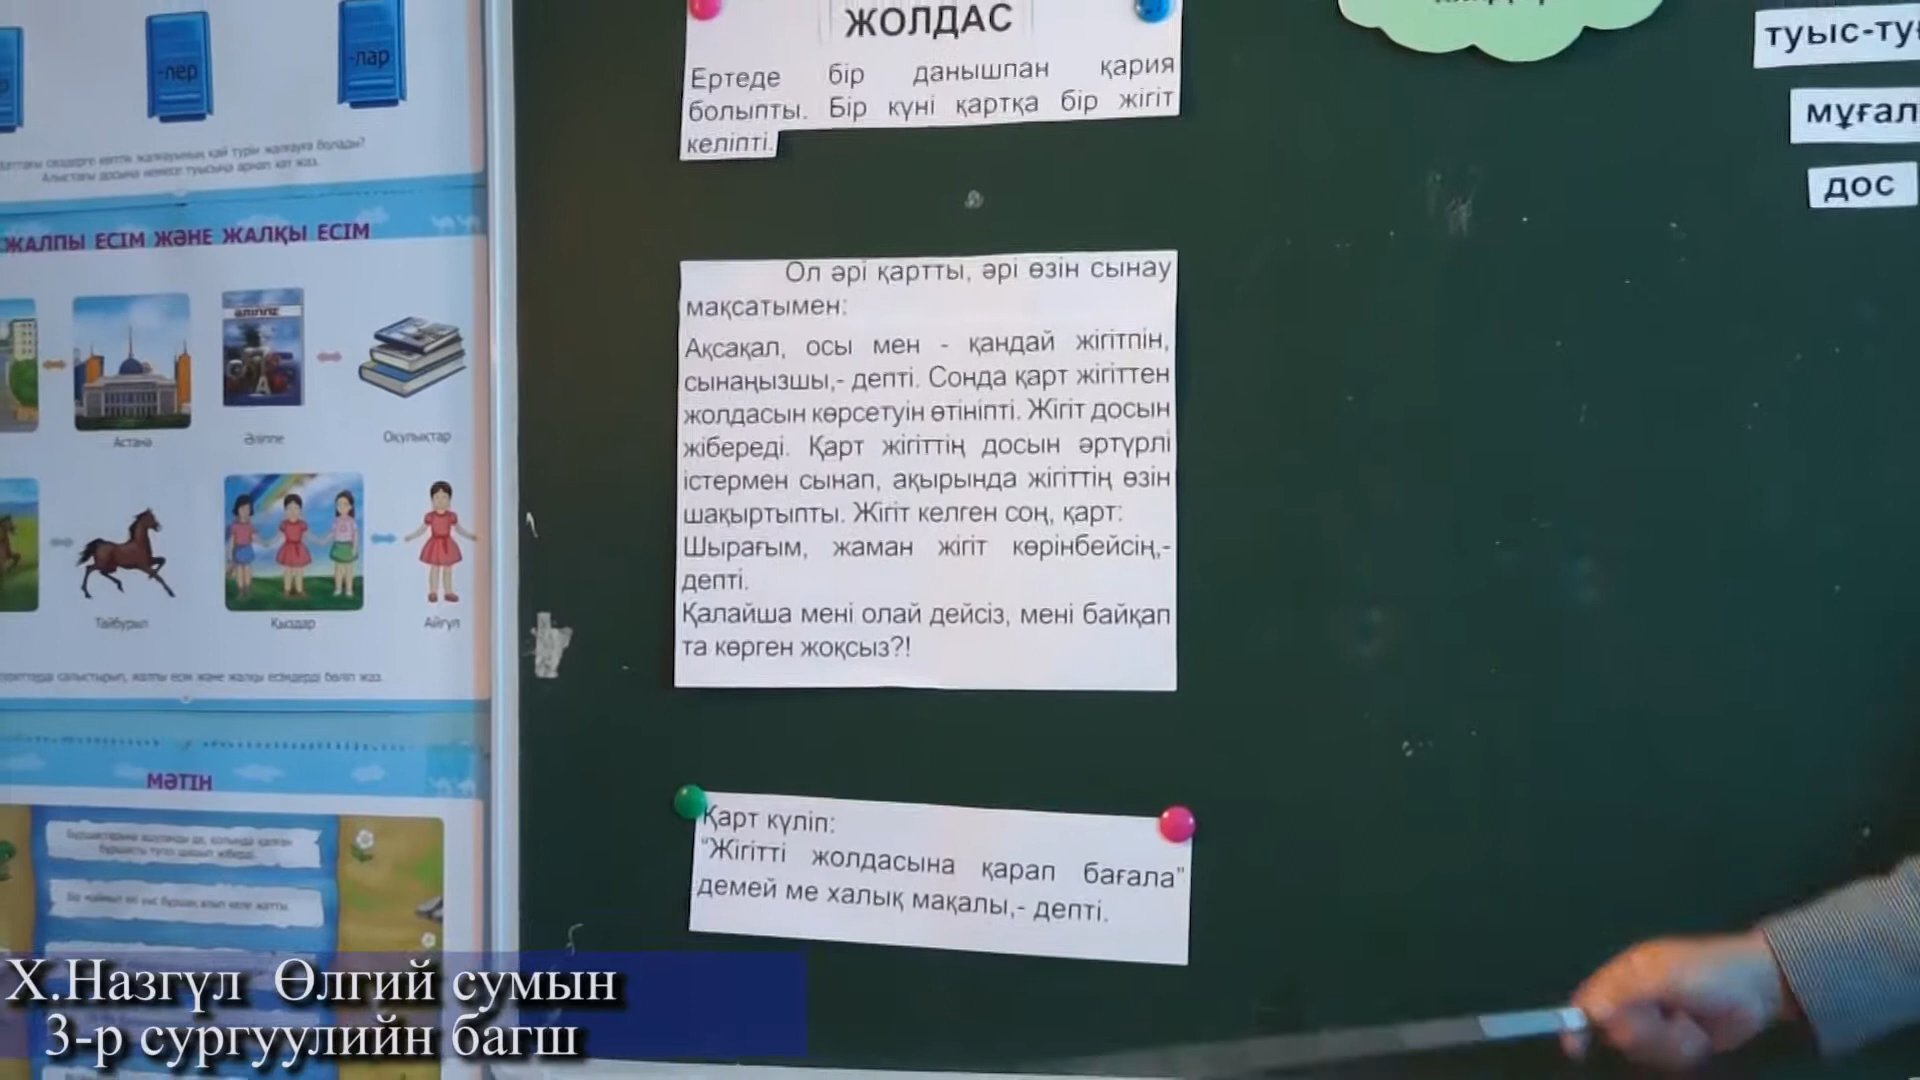 -лер
-лар
ЖАЛПЫ ЕСІМ ЖӘНЕ ЖАЛҚЫ ЕСІМ
Астана
Әліппе
Оқулықтар
Тайбурыл
Қыздар
Айгүл
МӘТІН
ЖОЛДАС
Ертеде бір данышпан қария
болыпты. Бір күні қартқа бір жігіт
келіпті.
Ол әрі қартты, әрі өзін сынау
мақсатымен:
Ақсақал, осы мен - қандай жігітпін,
сынаңызшы,- депті. Сонда қарт жігіттен
жолдасын көрсетуін өтініпті. Жігіт досын
жібереді. Қарт жігіттің досын әртүрлі
істермен сынап, ақырында жігіттің өзін
шақыртыпты. Жігіт келген соң, қарт:
Шырағым, жаман жігіт көрінбейсің,-
депті.
Қалайша мені олай дейсіз, мені байқап
та көрген жоқсыз?!
Қарт күліп:
"Жігітті жолдасына қарап бағала"
демей ме халық мақалы,- депті.
туыс-ту
мұғал
дос
Х.Назгүл Өлгий сумын
3-р сургуулийн багш